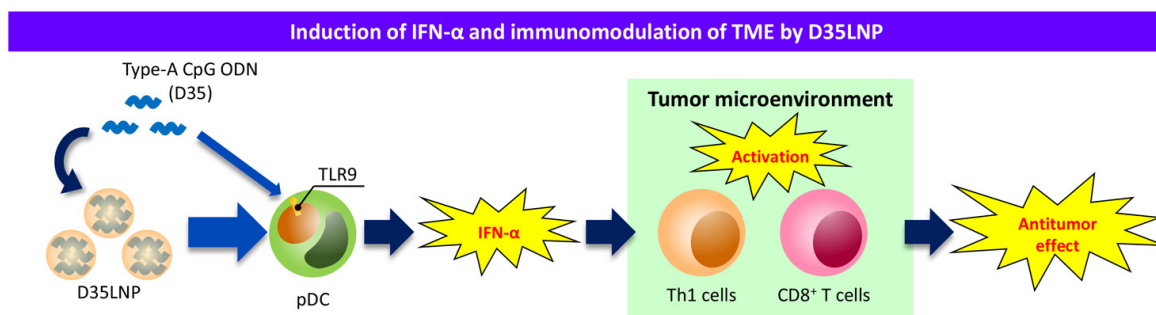 Induction of IFN-α and immunomodulation of TME by D35LNP
Type-A CpG ODN
(D35)
TLR9
D35LNP
pDC
IFN-α
Tumor microenvironment
Activation
Th1 cells
CD8⁺ T cells
Antitumor
effect